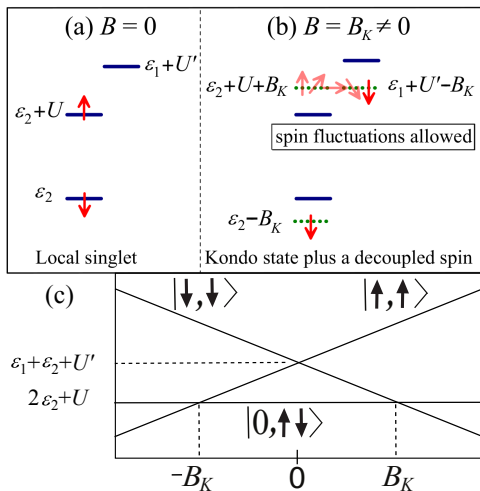 (a) B = 0
(b) B = B_K ≠ 0
ε₁+U′
ε₂+U
ε₂
Local singlet
ε₂+U+B_K
ε₁+U′−B_K
spin fluctuations allowed
ε₂−B_K
Kondo state plus a decoupled spin
(c)
|↓,↓⟩
|↑,↑⟩
ε₁+ε₂+U′
2ε₂+U
|0,↑↓⟩
−B_K
0
B_K